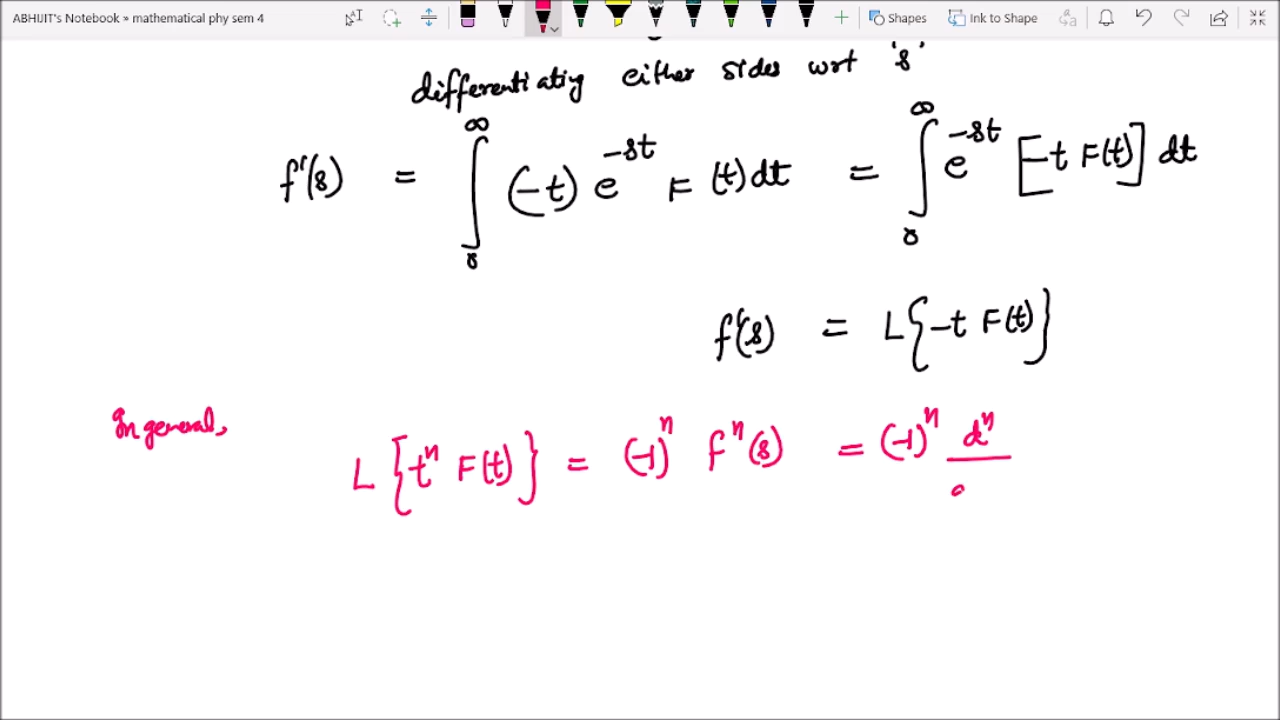 ABHIJIT's Notebook » mathematical phy sem 4
Shapes
Ink to Shape
differentiating either sides wrt 's'
f'(s) = ∫₀^∞ (-t) e^{-st} F(t) dt = ∫₀^∞ e^{-st} [-t F(t)] dt
f'(s) = L{-t F(t)}
In general,
L{tⁿ F(t)} = (-1)ⁿ fⁿ(s) = (-1)ⁿ dⁿ